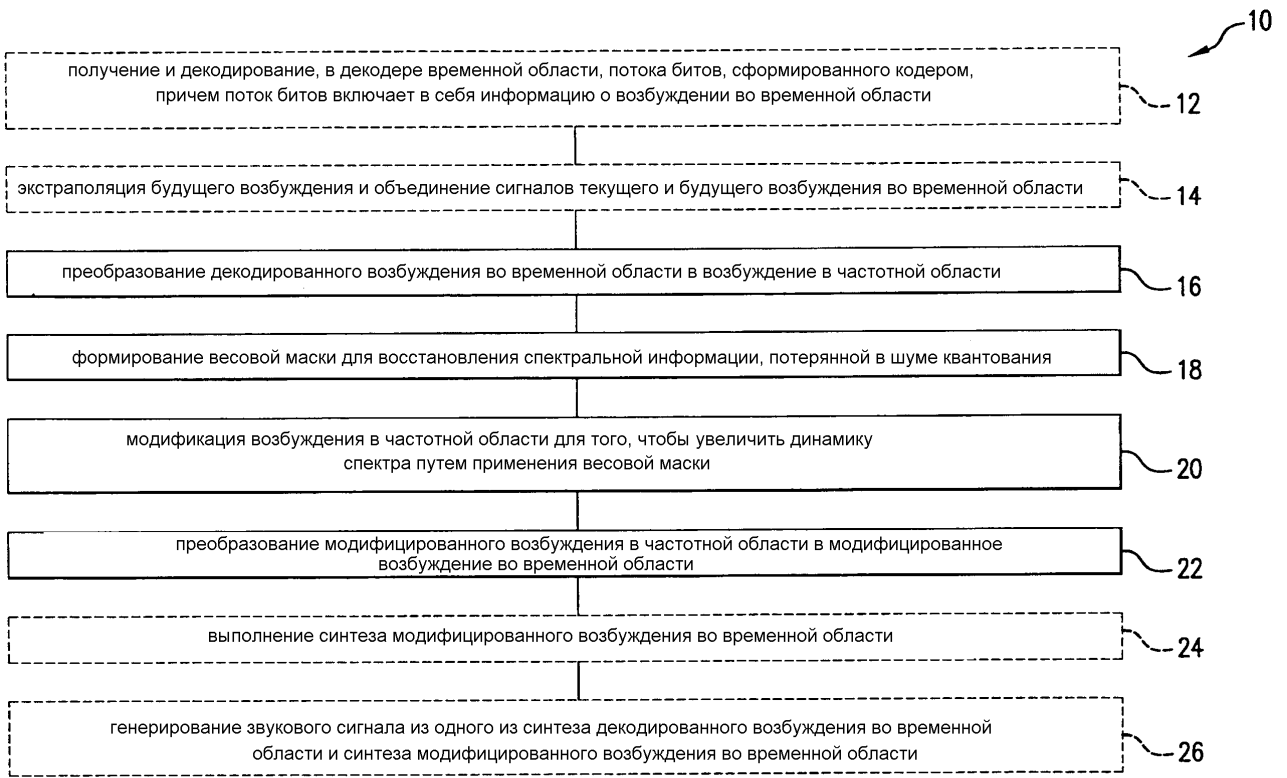 10
получение и декодирование, в декодере временной области, потока битов, сформированного кодером,
причем поток битов включает в себя информацию о возбуждении во временной области
12
экстраполяция будущего возбуждения и объединение сигналов текущего и будущего возбуждения во временной области
14
преобразование декодированного возбуждения во временной области в возбуждение в частотной области
16
формирование весовой маски для восстановления спектральной информации, потерянной в шуме квантования
18
модификация возбуждения в частотной области для того, чтобы увеличить динамику
спектра путем применения весовой маски
20
преобразование модифицированного возбуждения в частотной области в модифицированное
возбуждение во временной области
22
выполнение синтеза модифицированного возбуждения во временной области
24
генерирование звукового сигнала из одного из синтеза декодированного возбуждения во временной
области и синтеза модифицированного возбуждения во временной области
26